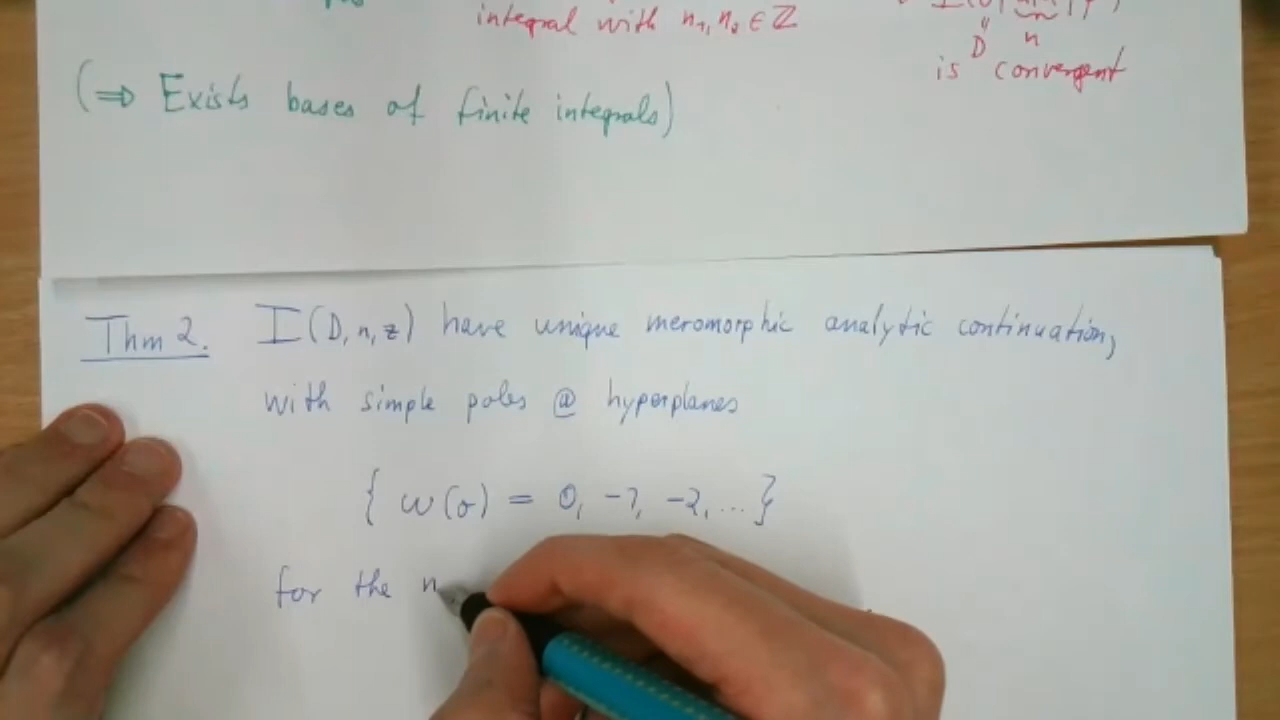 integral with n₁, n₂ ∈ ℤ
D n
is convergent
(⇒ Exists bases of finite integrals)
Thm 2. I(D, n, z) have unique meromorphic analytic continuation,
with simple poles @ hyperplanes
{ ω(σ) = 0, -1, -2, ... }
for the n